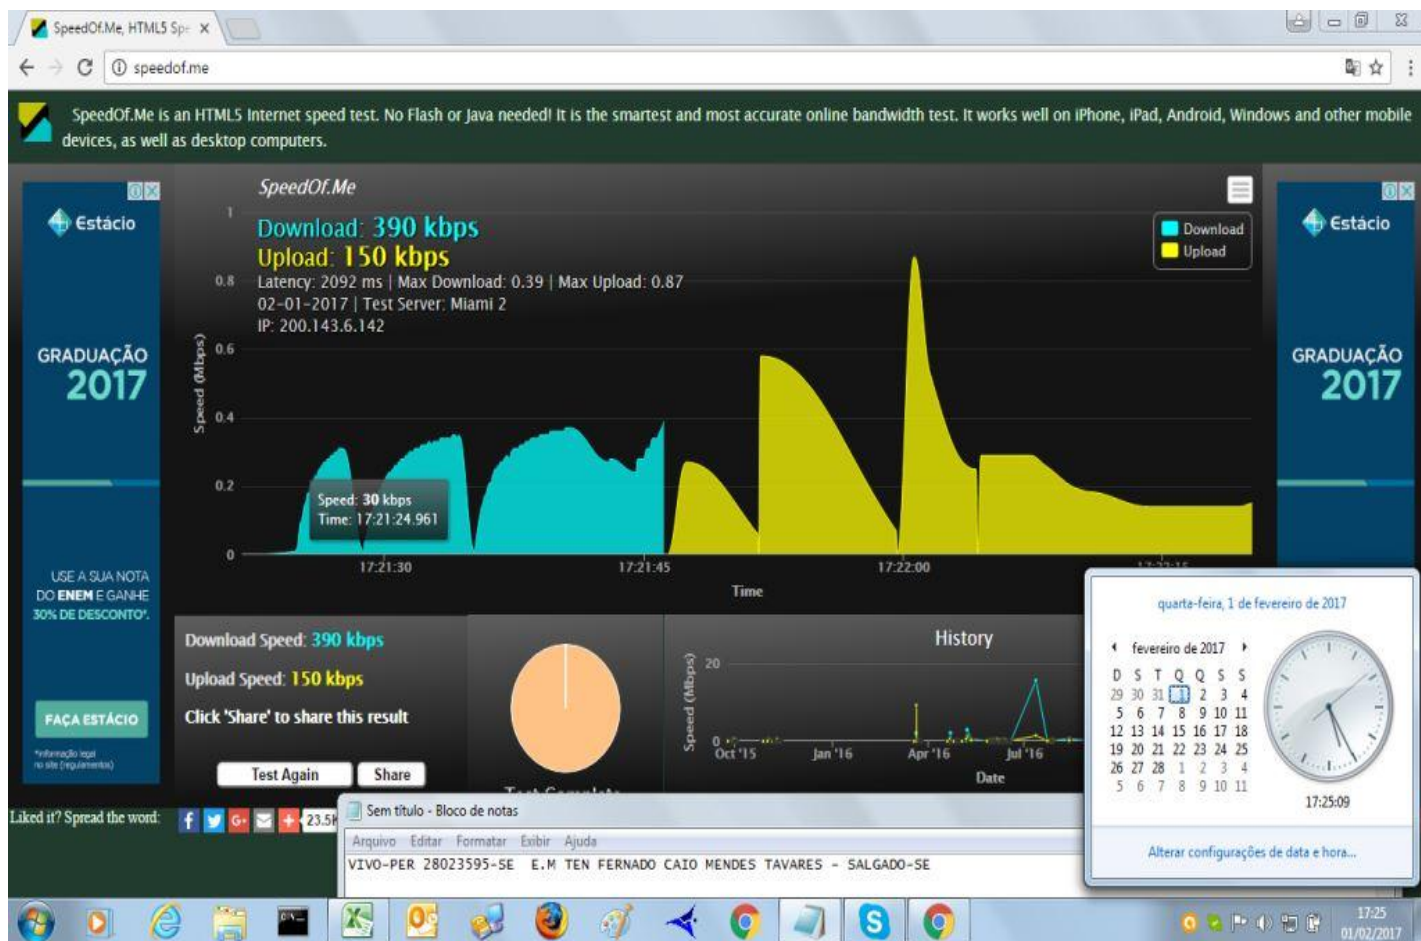 SpeedOf.Me, HTML5 Spe
speedof.me
SpeedOf.Me is an HTML5 Internet speed test. No Flash or Java needed! It is the smartest and most accurate online bandwidth test. It works well on iPhone, iPad, Android, Windows and other mobile
devices, as well as desktop computers.
Estácio
GRADUAÇÃO
2017
USE A SUA NOTA
DO ENEM E GANHE
30% DE DESCONTO*.
FAÇA ESTÁCIO
*Informação legal
no site (regulamentos)
SpeedOf.Me
Download: 390 kbps
Upload: 150 kbps
Latency: 2092 ms | Max Download: 0.39 | Max Upload: 0.87
02-01-2017 | Test Server: Miami 2
IP: 200.143.6.142
Download
Upload
Speed (Mbps)
1
0.8
0.6
0.4
0.2
0
Speed: 30 kbps
Time: 17:21:24.961
17:21:30 17:21:45 17:22:00 17:22:15
Time
Estácio
GRADUAÇÃO
2017
Download Speed: 390 kbps
Upload Speed: 150 kbps
Click 'Share' to share this result
Test Again Share
Test Complete
History
Speed (Mbps)
20
0
Oct '15 Jan '16 Apr '16 Jul '16
Date
Liked it? Spread the word:
23.5K
Sem título - Bloco de notas
Arquivo Editar Formatar Exibir Ajuda
VIVO-PER 28023595-SE E.M TEN FERNADO CAIO MENDES TAVARES - SALGADO-SE
quarta-feira, 1 de fevereiro de 2017
fevereiro de 2017
D S T Q Q S S
29 30 31 1 2 3 4
5 6 7 8 9 10 11
12 13 14 15 16 17 18
19 20 21 22 23 24 25
26 27 28 1 2 3 4
5 6 7 8 9 10 11
17:25:09
Alterar configurações de data e hora...
17:25
01/02/2017